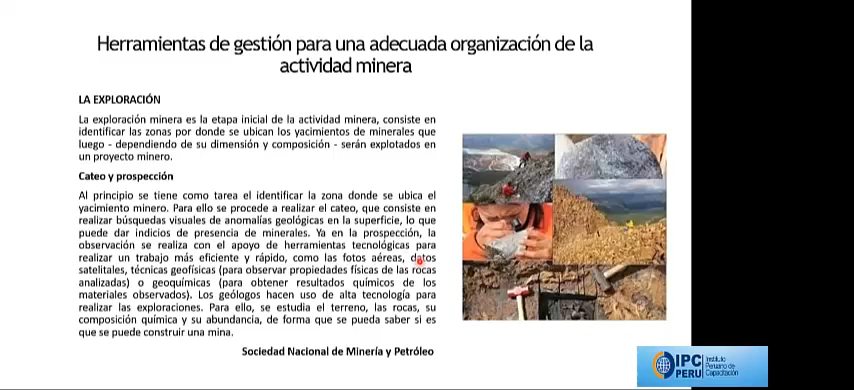 Herramientas de gestión para una adecuada organización de la
actividad minera
LA EXPLORACIÓN
La exploración minera es la etapa inicial de la actividad minera, consiste en
identificar las zonas por donde se ubican los yacimientos de minerales que
luego - dependiendo de su dimensión y composición - serán explotados en
un proyecto minero.
Cateo y prospección
Al principio se tiene como tarea el identificar la zona donde se ubica el
yacimiento minero. Para ello se procede a realizar el cateo, que consiste en
realizar búsquedas visuales de anomalías geológicas en la superficie, lo que
puede dar indicios de presencia de minerales. Ya en la prospección, la
observación se realiza con el apoyo de herramientas tecnológicas para
realizar un trabajo más eficiente y rápido, como las fotos aéreas, datos
satelitales, técnicas geofísicas (para observar propiedades físicas de las rocas
analizadas) o geoquímicas (para obtener resultados químicos de los
materiales observados). Los geólogos hacen uso de alta tecnología para
realizar las exploraciones. Para ello, se estudia el terreno, las rocas, su
composición química y su abundancia, de forma que se pueda saber si es
que se puede construir una mina.
Sociedad Nacional de Minería y Petróleo
IPC
PERU
Instituto
Peruano de
Capacitación